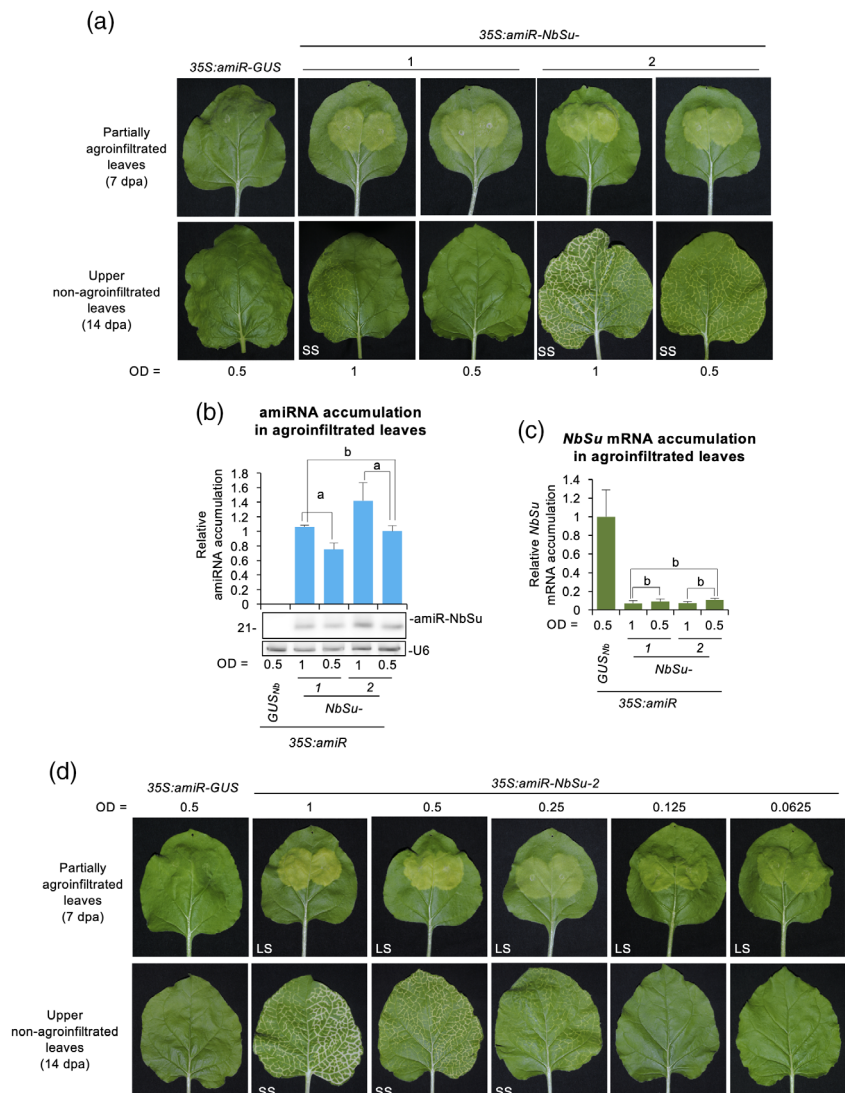 (a)
35S:amiR-NbSu-
35S:amiR-GUS
1
2
Partially
agroinfiltrated
leaves
(7 dpa)
Upper
non-agroinfiltrated
leaves
(14 dpa)
SS
SS
SS
OD =
0.5
1
0.5
1
0.5
(b)
amiRNA accumulation
in agroinfiltrated leaves
Relative
amiRNA accumulation
1.8
1.6
1.4
1.2
1
0.8
0.6
0.4
0.2
0
b
a
a
21-
-amiR-NbSu
-U6
OD =
0.5
1
0.5
1
0.5
GUSNb
1
2
NbSu-
35S:amiR
(c)
NbSu mRNA accumulation
in agroinfiltrated leaves
Relative NbSu
mRNA accumulation
1.4
1.2
1
0.8
0.6
0.4
0.2
0
b
b
b
OD =
0.5
1
0.5
1
0.5
GUSNb
1
2
NbSu-
35S:amiR
(d)
35S:amiR-GUS
35S:amiR-NbSu-2
OD =
0.5
1
0.5
0.25
0.125
0.0625
Partially
agroinfiltrated
leaves
(7 dpa)
LS
LS
LS
LS
LS
Upper
non-agroinfiltrated
leaves
(14 dpa)
SS
SS
SS